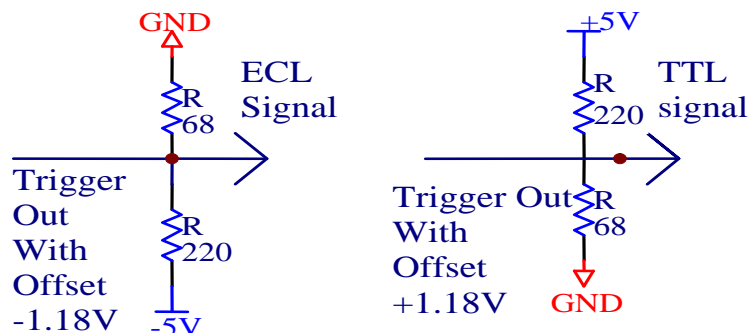 GND
R
68
ECL
Signal
Trigger
Out
With
Offset
-1.18V
R
220
-5V
+5V
R
220
TTL
signal
Trigger Out
With
Offset
+1.18V
R
68
GND